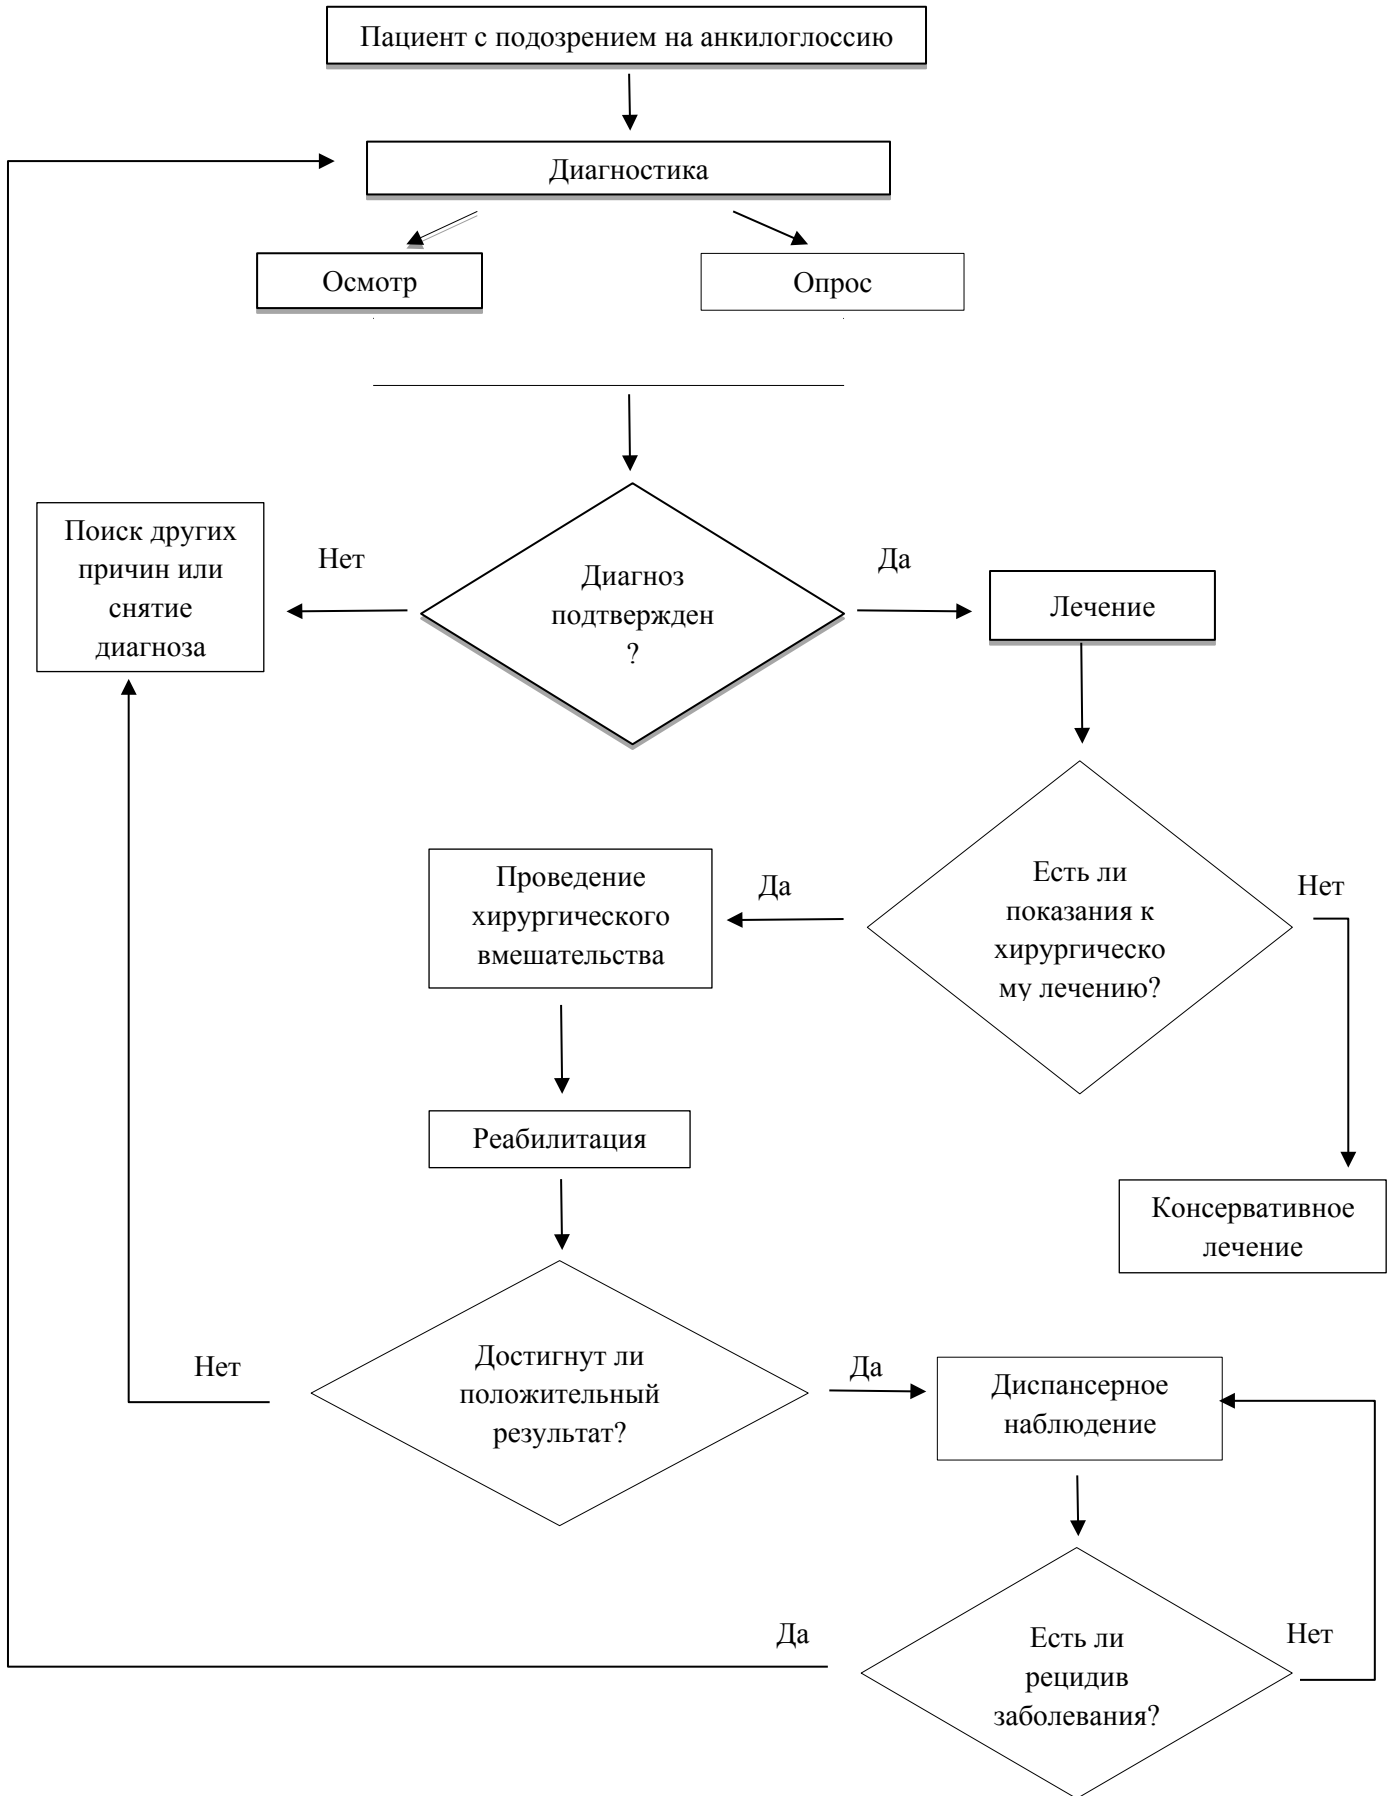 Пациент с подозрением на анкилоглоссию
Диагностика
Осмотр
Опрос
Поиск других
причин или
снятие
диагноза
Нет
Диагноз
подтвержден
?
Да
Лечение
Проведение
хирургического
вмешательства
Да
Есть ли
показания к
хирургическо
му лечению?
Нет
Реабилитация
Консервативное
лечение
Нет
Достигнут ли
положительный
результат?
Да
Диспансерное
наблюдение
Да
Есть ли
рецидив
заболевания?
Нет